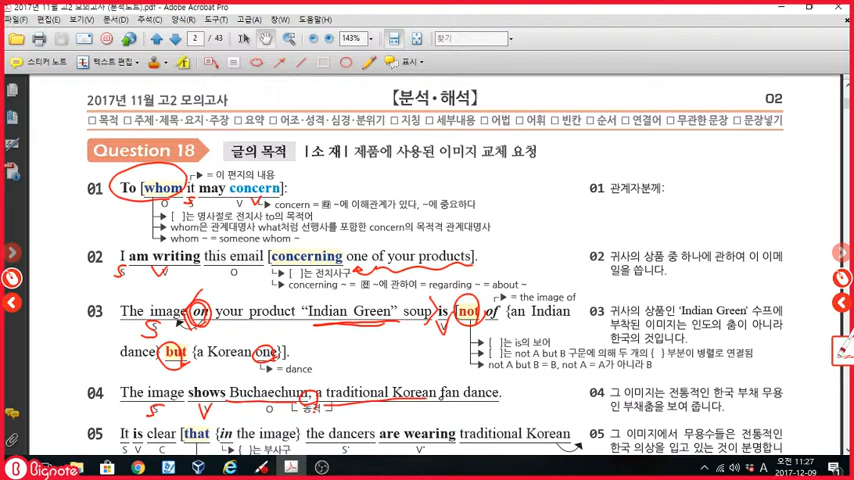 2017년 11월 고2 모의고사 (분석노트).pdf - Adobe Acrobat Pro
파일(F) 편집(E) 보기(V) 문서(D) 주석(C) 양식(R) 도구(T) 고급(A) 창(W) 도움말(H)
2 / 43 143% 찾기
스티커 노트 텍스트 편집 표시
2017년 11월 고2 모의고사 【분석·해석】 02
□ 목적 □ 주제·제목·요지·주장 □ 요약 □ 어조·성격·심경·분위기 □ 지칭 □ 세부내용 □ 어법 □ 어휘 □ 빈칸 □ 순서 □ 연결어 □ 무관한 문장 □ 문장넣기
Question 18 글의 목적 | 소 재 | 제품에 사용된 이미지 교체 요청
= 이 편지의 내용
01 To [whom it may concern]: 01 관계자분께:
O S V concern = 동 ~에 이해관계가 있다, ~에 중요하다
[ ]는 명사절로 전치사 to의 목적어
whom은 관계대명사 what처럼 선행사를 포함한 concern의 목적격 관계대명사
whom ~ = someone whom ~
02 I am writing this email [concerning one of your products]. 02 귀사의 상품 중 하나에 관하여 이 이메
S V O [ ]는 전치사구 일을 씁니다.
concerning ~ = 전 ~에 관하여 = regarding ~ = about ~
= the image of
03 The image on your product “Indian Green” soup is [not of {an Indian 03 귀사의 상품인 ‘Indian Green’ 수프에
S V 부착된 이미지는 인도의 춤이 아니라
한국의 것입니다.
[ ]는 is의 보어
dance} but {a Korean one}]. [ ]는 not A but B 구문에 의해 두 개의 { } 부분이 병렬로 연결됨
= dance not A but B = B, not A = A가 아니라 B
04 The image shows Buchaechum, a traditional Korean fan dance. 04 그 이미지는 전통적인 한국 부채 무용
S V O 동격 인 부채춤을 보여 줍니다.
05 It is clear [that {in the image} the dancers are wearing traditional Korean 05 그 이미지에서 무용수들은 전통적인
S V C { }는 부사구 S' V' 한국 의상을 입고 있는 것이 분명합니
Bignote
A 오전 11:27
2017-12-09